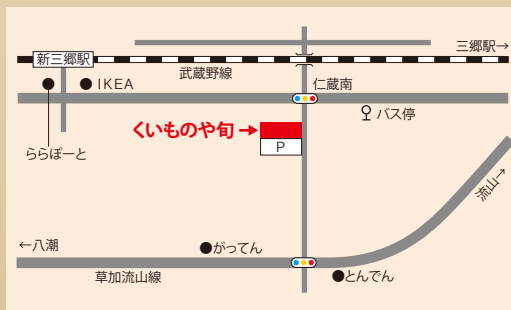 三郷駅→
新三郷駅
武蔵野線
IKEA
仁蔵南
バス停
くいものや旬→
P
ららぽーと
流山→
←八潮
がってん
草加流山線
とんでん